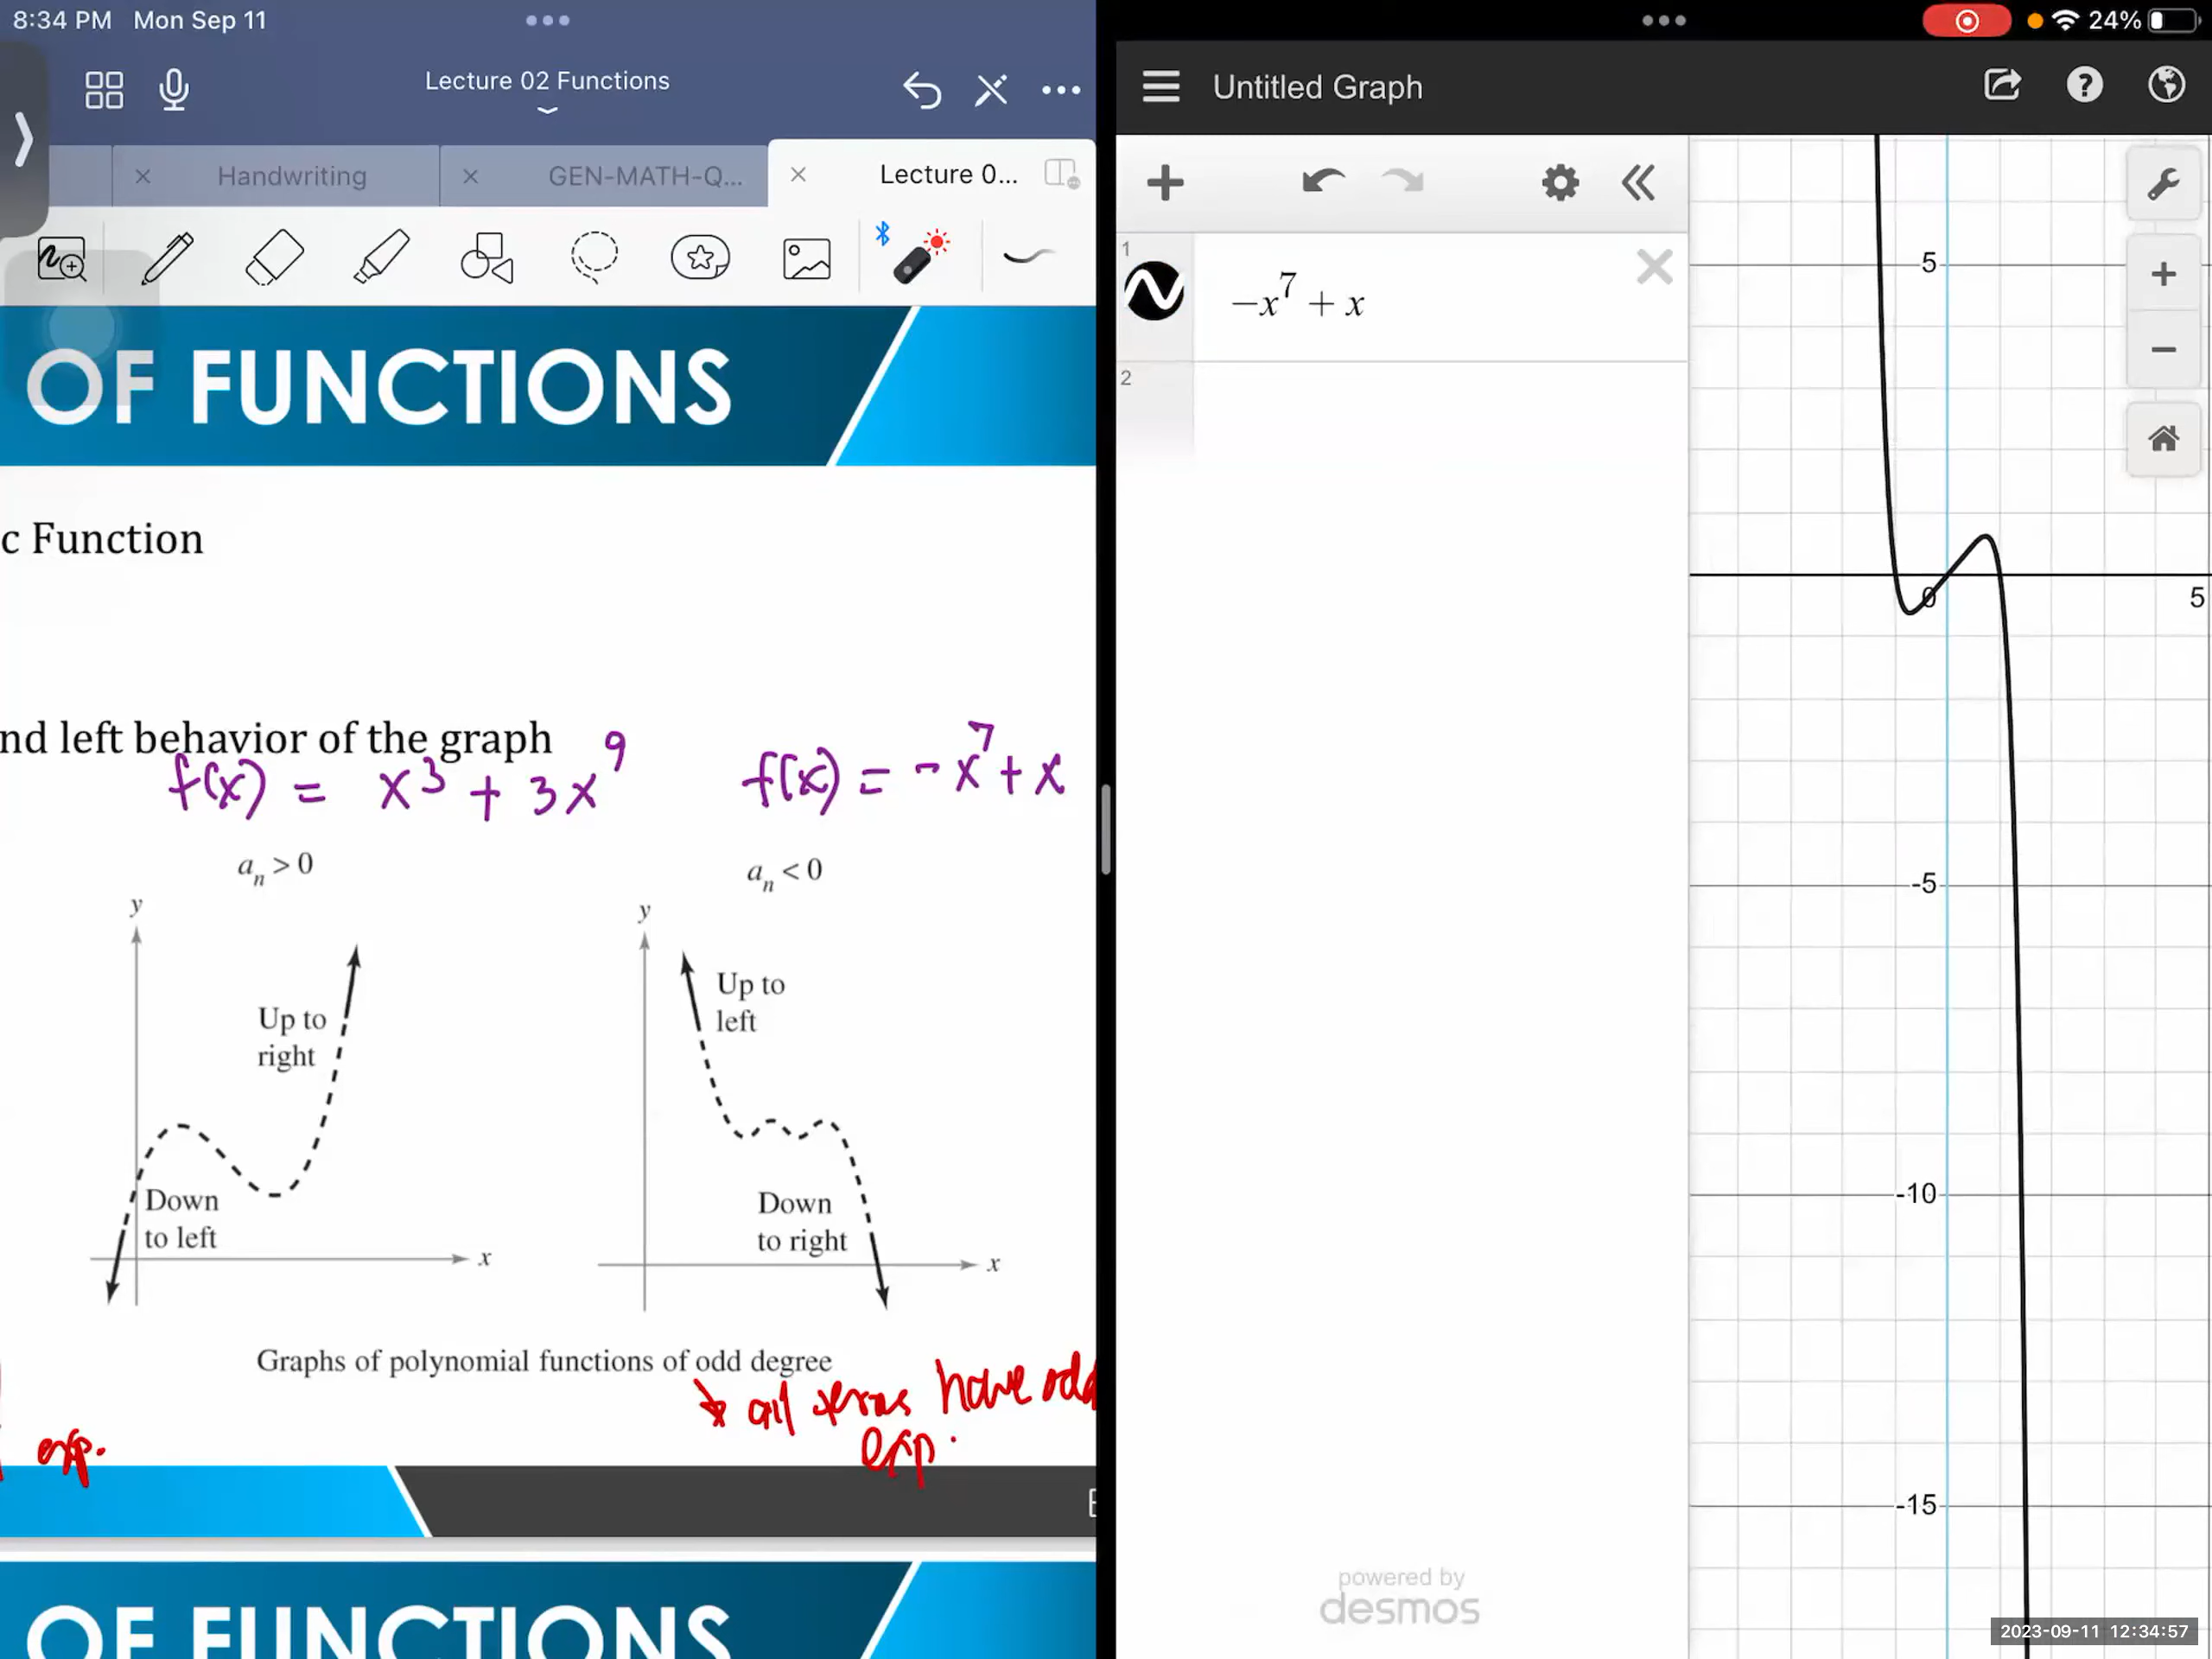 8:34 PM Mon Sep 11
24%
Lecture 02 Functions
Untitled Graph
Handwriting
GEN-MATH-Q...
Lecture 0...
OF FUNCTIONS
c Function
nd left behavior of the graph
f(x) = x³ + 3x⁹
f(x) = -x⁷ + x
aₙ > 0
aₙ < 0
y
Up to
right
Down
to left
x
y
Up to
left
Down
to right
x
Graphs of polynomial functions of odd degree
all terms have odd
exp.
exp.
OF FUNCTIONS
1
−x⁷ + x
2
powered by
desmos
5
0
5
-5
-10
-15
2023-09-11 12:34:57